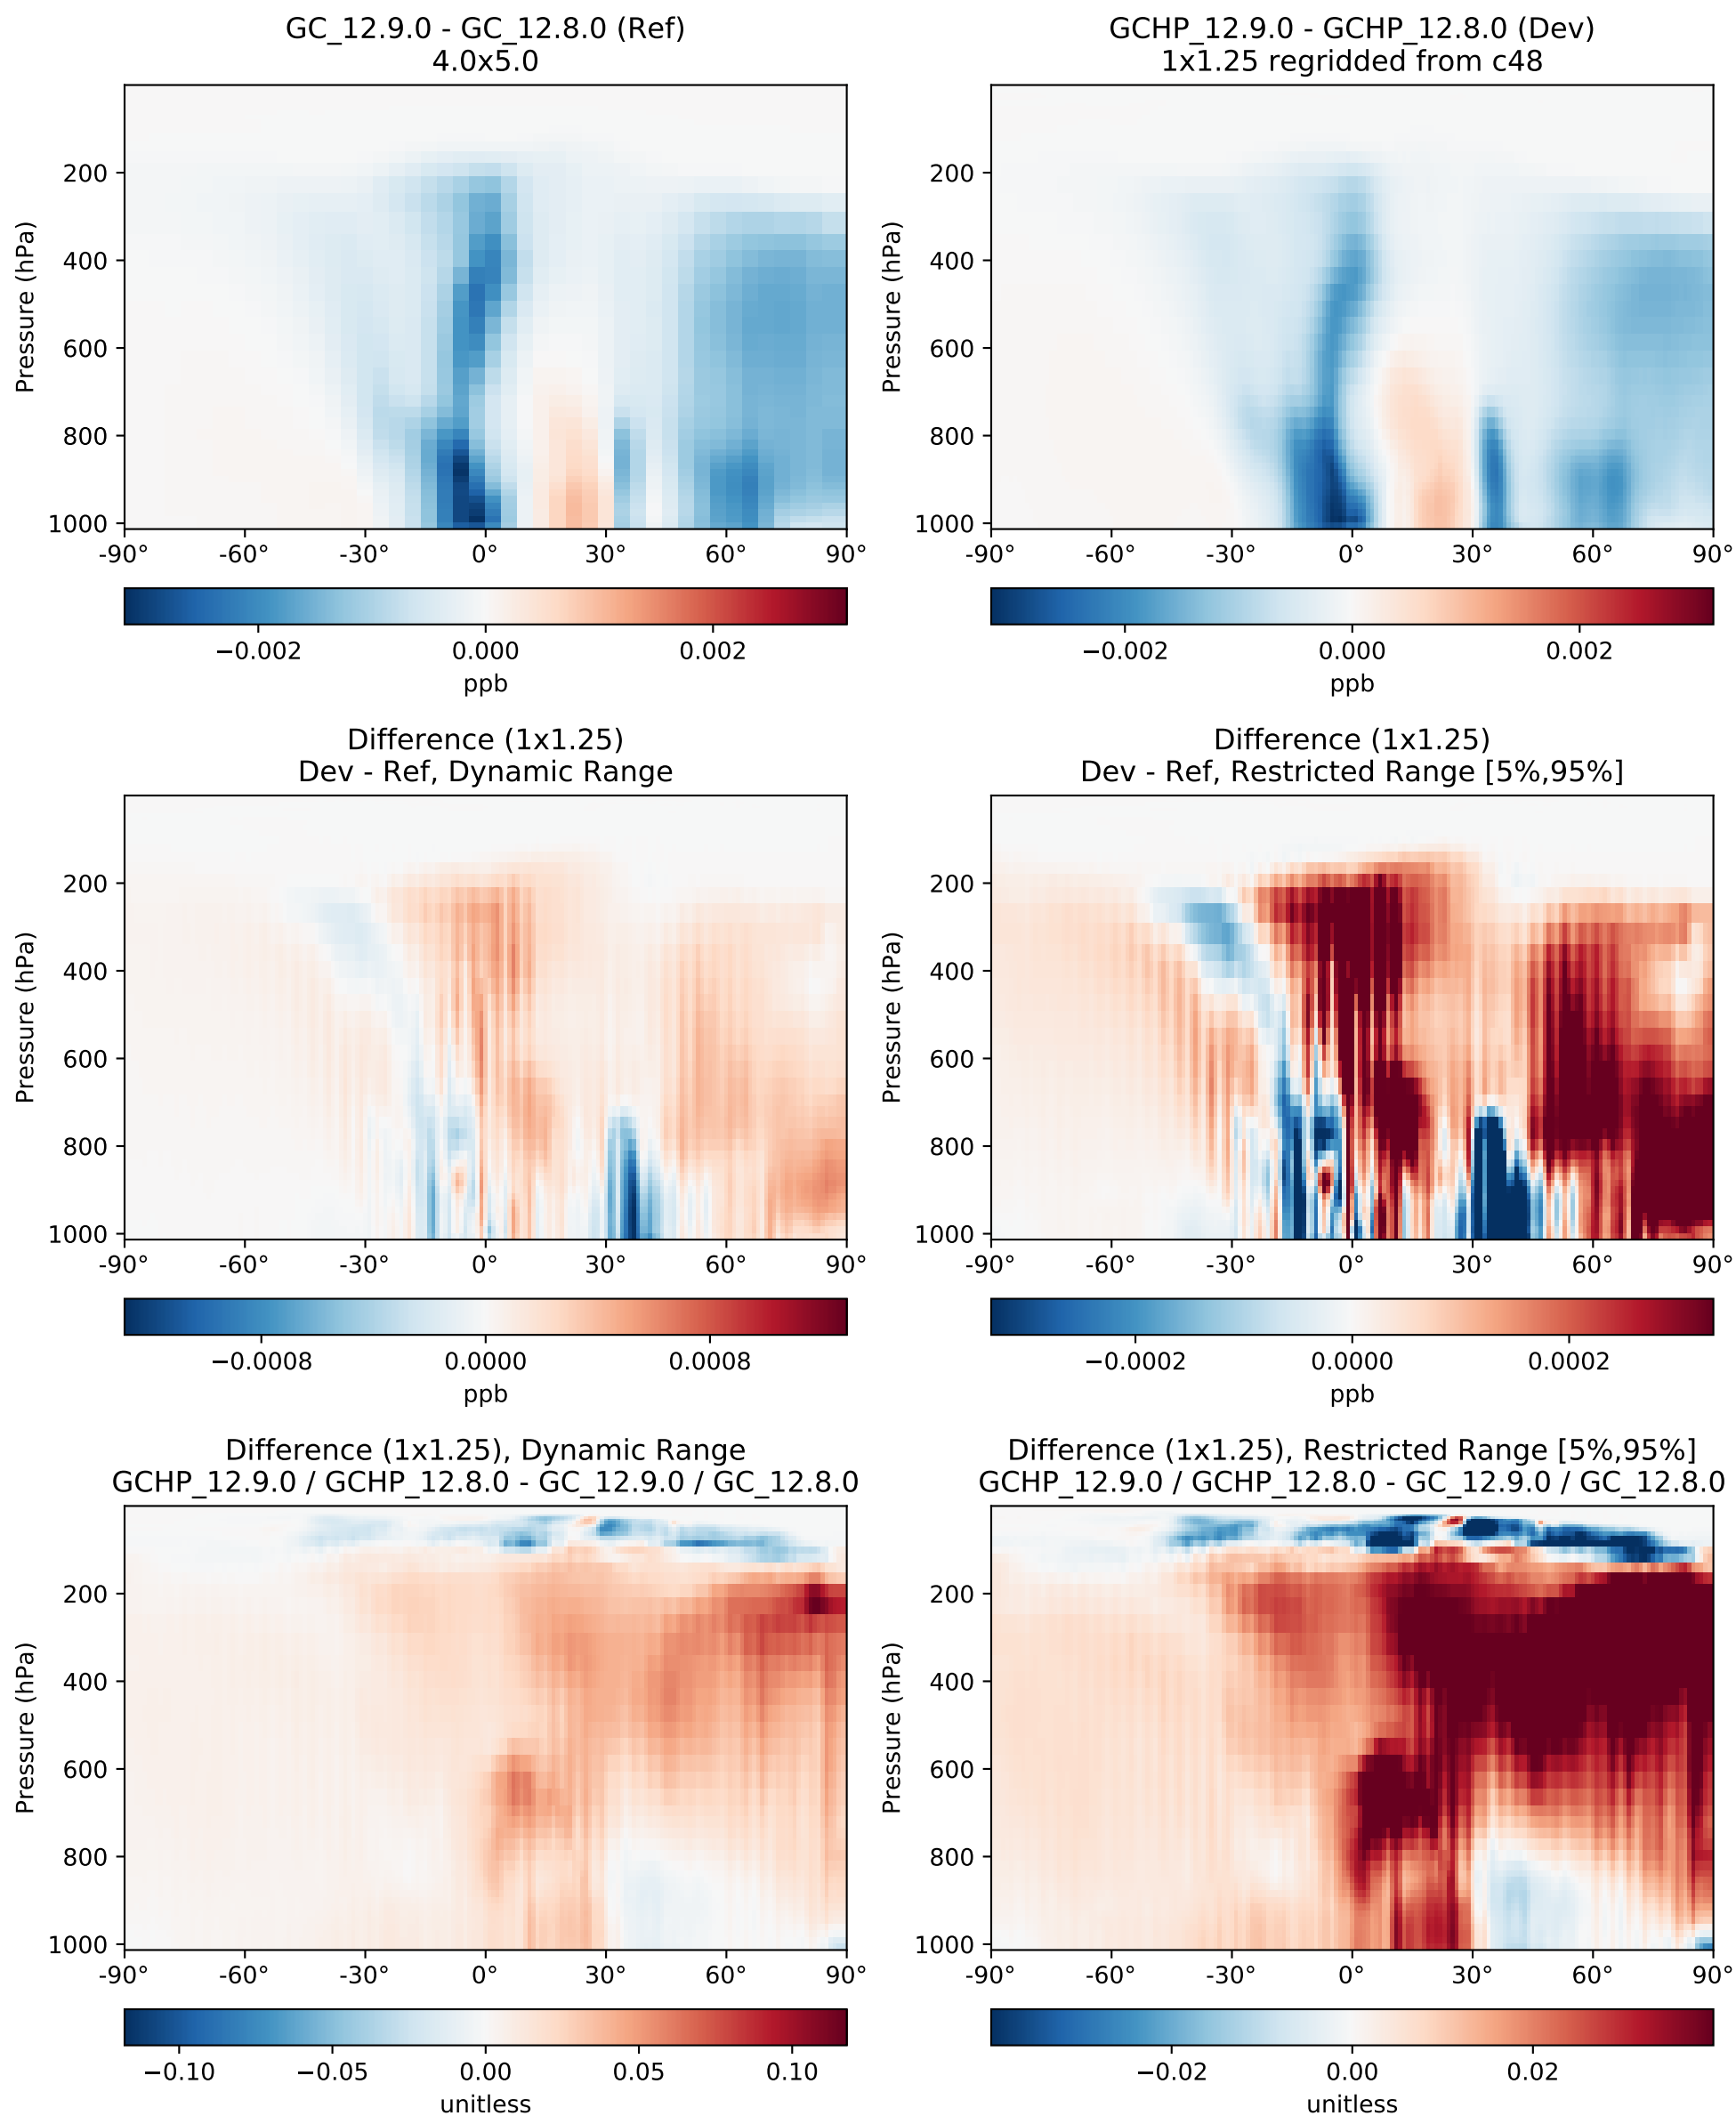 GC_12.9.0 - GC_12.8.0 (Ref)
4.0x5.0
Pressure (hPa)
200
400
600
800
1000
-90° -60° -30° 0° 30° 60° 90°
−0.002 0.000 0.002
ppb
GCHP_12.9.0 - GCHP_12.8.0 (Dev)
1x1.25 regridded from c48
Pressure (hPa)
200
400
600
800
1000
-90° -60° -30° 0° 30° 60° 90°
−0.002 0.000 0.002
ppb
Difference (1x1.25)
Dev - Ref, Dynamic Range
Pressure (hPa)
200
400
600
800
1000
-90° -60° -30° 0° 30° 60° 90°
−0.0008 0.0000 0.0008
ppb
Difference (1x1.25)
Dev - Ref, Restricted Range [5%,95%]
Pressure (hPa)
200
400
600
800
1000
-90° -60° -30° 0° 30° 60° 90°
−0.0002 0.0000 0.0002
ppb
Difference (1x1.25), Dynamic Range
GCHP_12.9.0 / GCHP_12.8.0 - GC_12.9.0 / GC_12.8.0
Pressure (hPa)
200
400
600
800
1000
-90° -60° -30° 0° 30° 60° 90°
−0.10 −0.05 0.00 0.05 0.10
unitless
Difference (1x1.25), Restricted Range [5%,95%]
GCHP_12.9.0 / GCHP_12.8.0 - GC_12.9.0 / GC_12.8.0
Pressure (hPa)
200
400
600
800
1000
-90° -60° -30° 0° 30° 60° 90°
−0.02 0.00 0.02
unitless